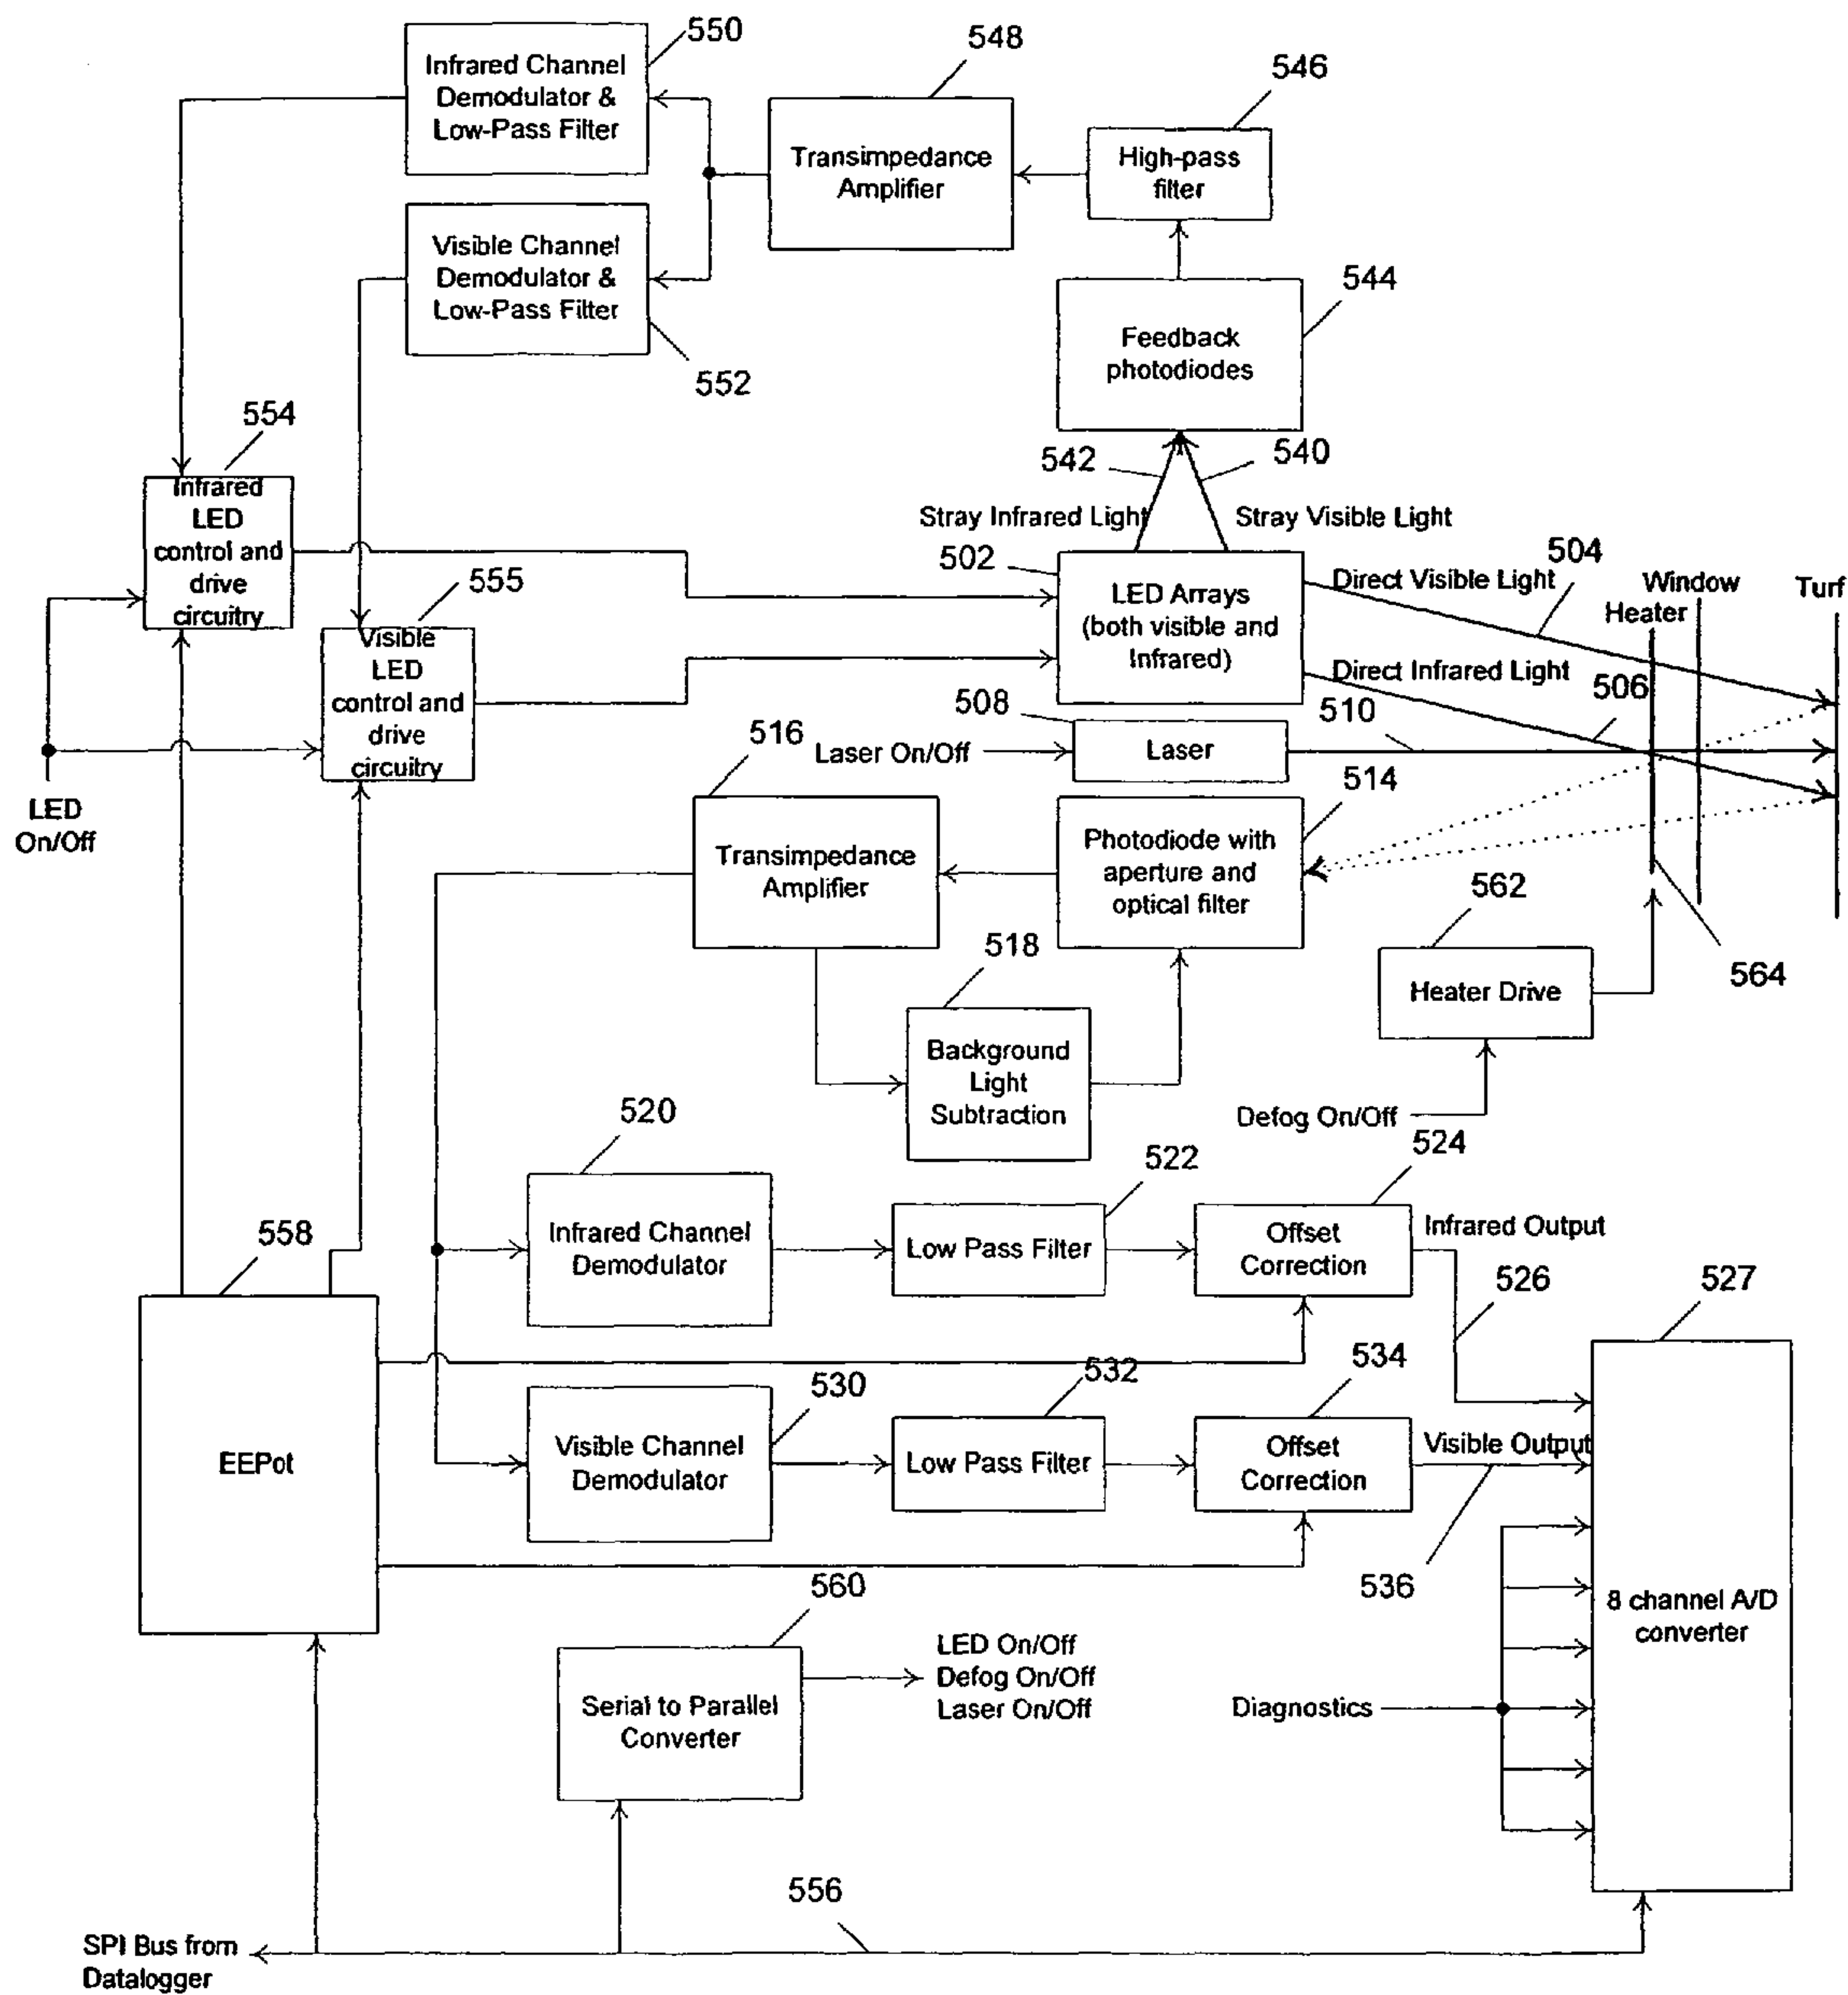 550
548
546
Infrared Channel
Demodulator &
Low-Pass Filter
Transimpedance
Amplifier
High-pass
filter
Visible Channel
Demodulator &
Low-Pass Filter
552
544
Feedback
photodiodes
554
542
540
Stray Infrared Light
Stray Visible Light
Infrared
LED
control and
drive
circuitry
555
502
LED Arrays
(both visible and
Infrared)
Direct Visible Light
504
Window
Heater
Turf
Visible
LED
control and
drive
circuitry
Direct Infrared Light
506
510
508
Laser On/Off
Laser
LED
On/Off
516
514
Transimpedance
Amplifier
Photodiode with
aperture and
optical filter
562
564
Heater Drive
518
Background
Light
Subtraction
Defog On/Off
520
522
524
Infrared Channel
Demodulator
Low Pass Filter
Offset
Correction
Infrared Output
526
527
558
EEPot
530
532
534
Visible Channel
Demodulator
Low Pass Filter
Offset
Correction
Visible Output
536
8 channel A/D
converter
560
Serial to Parallel
Converter
LED On/Off
Defog On/Off
Laser On/Off
Diagnostics
556
SPI Bus from
Datalogger